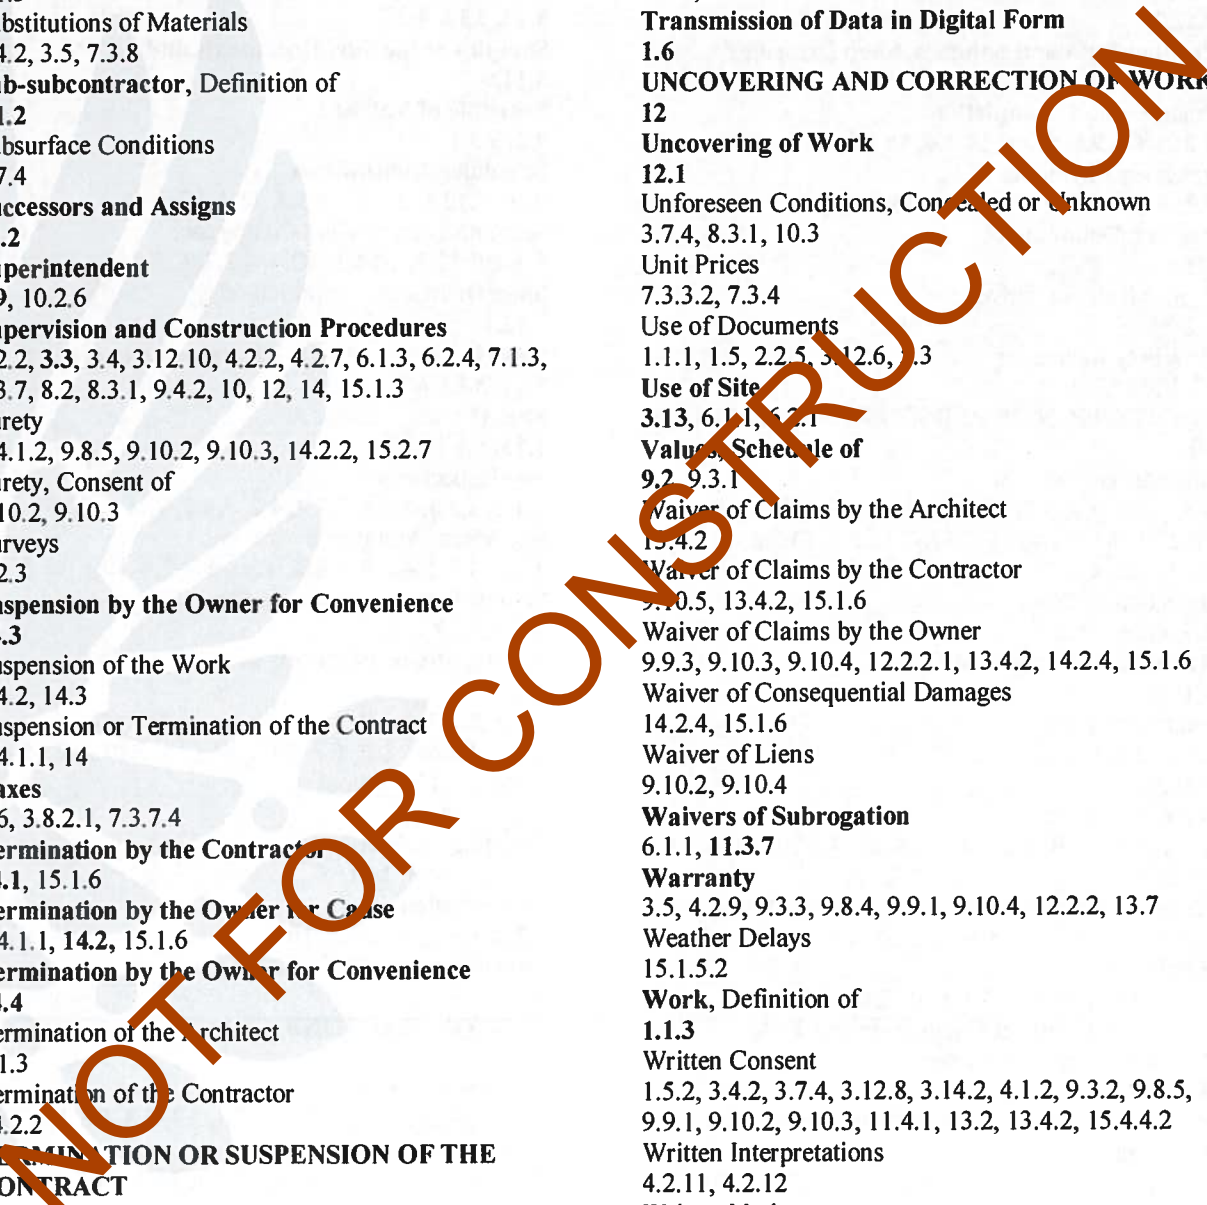 bstitutions of Materials
4.2, 3.5, 7.3.8
b-subcontractor, Definition of
1.2
bsurface Conditions
7.4
ccessors and Assigns
.2
perintendent
9, 10.2.6
pervision and Construction Procedures
2.2, 3.3, 3.4, 3.12.10, 4.2.2, 4.2.7, 6.1.3, 6.2.4, 7.1.3,
3.7, 8.2, 8.3.1, 9.4.2, 10, 12, 14, 15.1.3
rety
4.1.2, 9.8.5, 9.10.2, 9.10.3, 14.2.2, 15.2.7
rety, Consent of
10.2, 9.10.3
rveys
2.3
spension by the Owner for Convenience
.3
spension of the Work
4.2, 14.3
spension or Termination of the Contract
4.1.1, 14
axes
6, 3.8.2.1, 7.3.7.4
ermination by the Contractor
.1, 15.1.6
ermination by the Owner for Cause
4.1.1, 14.2, 15.1.6
ermination by the Owner for Convenience
.4
ermination of the Architect
1.3
ermination of the Contractor
.2.2
ERMINATION OR SUSPENSION OF THE
ONTRACT
Transmission of Data in Digital Form
1.6
UNCOVERING AND CORRECTION OF WORK
12
Uncovering of Work
12.1
Unforeseen Conditions, Concealed or Unknown
3.7.4, 8.3.1, 10.3
Unit Prices
7.3.3.2, 7.3.4
Use of Documents
1.1.1, 1.5, 2.2.5, 3.12.6, .3
Use of Site
3.13, 6.1.1, 6.2.1
Values, Schedule of
9.2, 9.3.1
Waiver of Claims by the Architect
13.4.2
Waiver of Claims by the Contractor
9.10.5, 13.4.2, 15.1.6
Waiver of Claims by the Owner
9.9.3, 9.10.3, 9.10.4, 12.2.2.1, 13.4.2, 14.2.4, 15.1.6
Waiver of Consequential Damages
14.2.4, 15.1.6
Waiver of Liens
9.10.2, 9.10.4
Waivers of Subrogation
6.1.1, 11.3.7
Warranty
3.5, 4.2.9, 9.3.3, 9.8.4, 9.9.1, 9.10.4, 12.2.2, 13.7
Weather Delays
15.1.5.2
Work, Definition of
1.1.3
Written Consent
1.5.2, 3.4.2, 3.7.4, 3.12.8, 3.14.2, 4.1.2, 9.3.2, 9.8.5,
9.9.1, 9.10.2, 9.10.3, 11.4.1, 13.2, 13.4.2, 15.4.4.2
Written Interpretations
4.2.11, 4.2.12
NOT FOR CONSTRUCTION